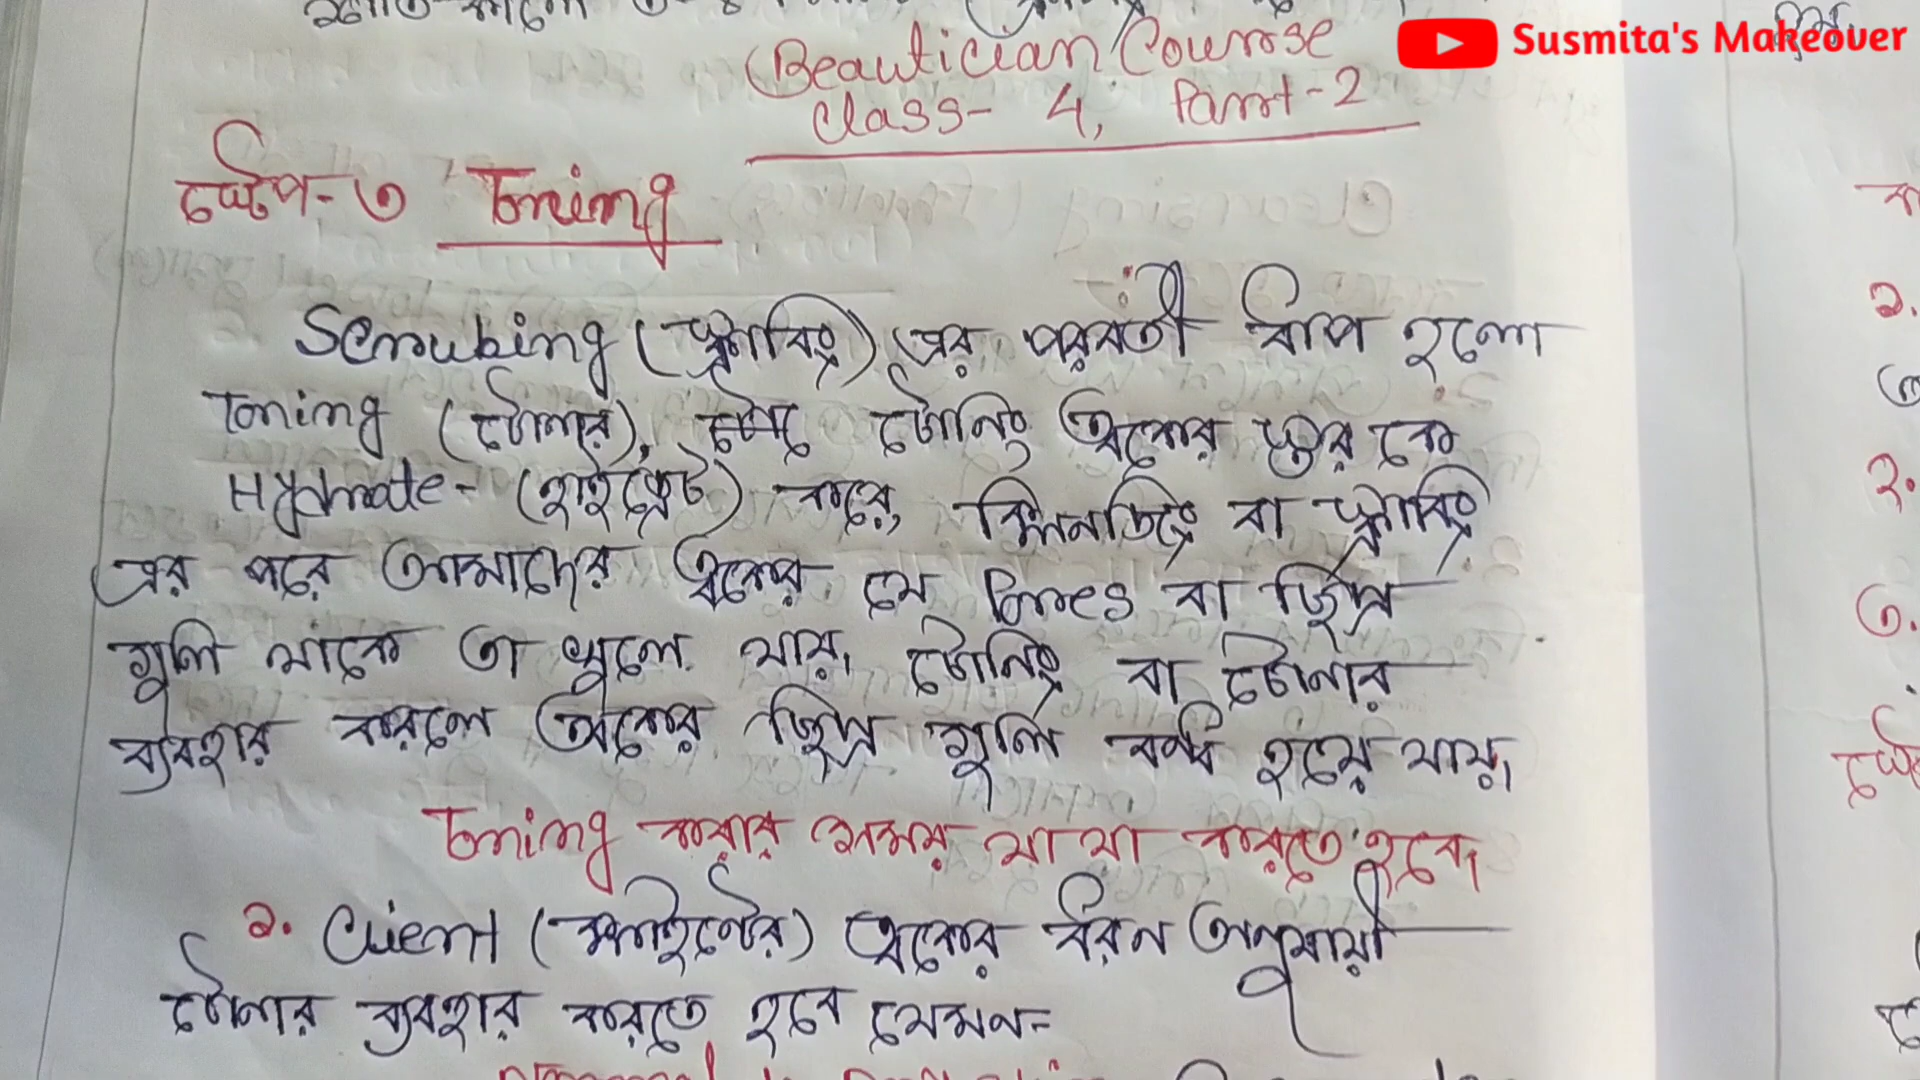 Susmita's Makeover
Beautician Course
Class- 4, Part-2
স্টেপ-৩ Toning
Scrubing (স্ক্রাবিং) এর পরবর্তী ধাপ হলো
Toning (টোনার), টোনিং ত্বকের স্তর কে
Hydrate- (হাইড্রেট) করে, ক্লিনজিং বা স্ক্রাবিং
এর পরে আমাদের ত্বকের যে Pores বা ছিদ্র
গুলি থাকে তা খুলে যায়। টোনিং বা টোনার
ব্যবহার করলে ত্বকের ছিদ্র গুলি বন্ধ হয়ে যায়।
Toning করার সময় যা যা করতে হবে।
১. Client (ক্লাইন্টের) ত্বকের ধরন অনুযায়ী
টোনার ব্যবহার করতে হবে যেমন-